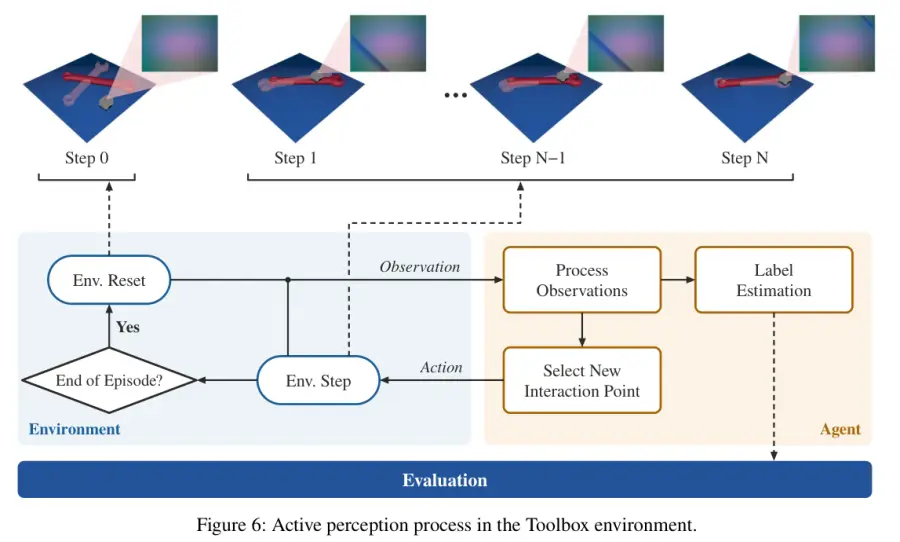 Step 0
Step 1
...
Step N−1
Step N
Env. Reset
Observation
Process
Observations
Label
Estimation
Yes
End of Episode?
Env. Step
Action
Select New
Interaction Point
Environment
Agent
Evaluation
Figure 6: Active perception process in the Toolbox environment.